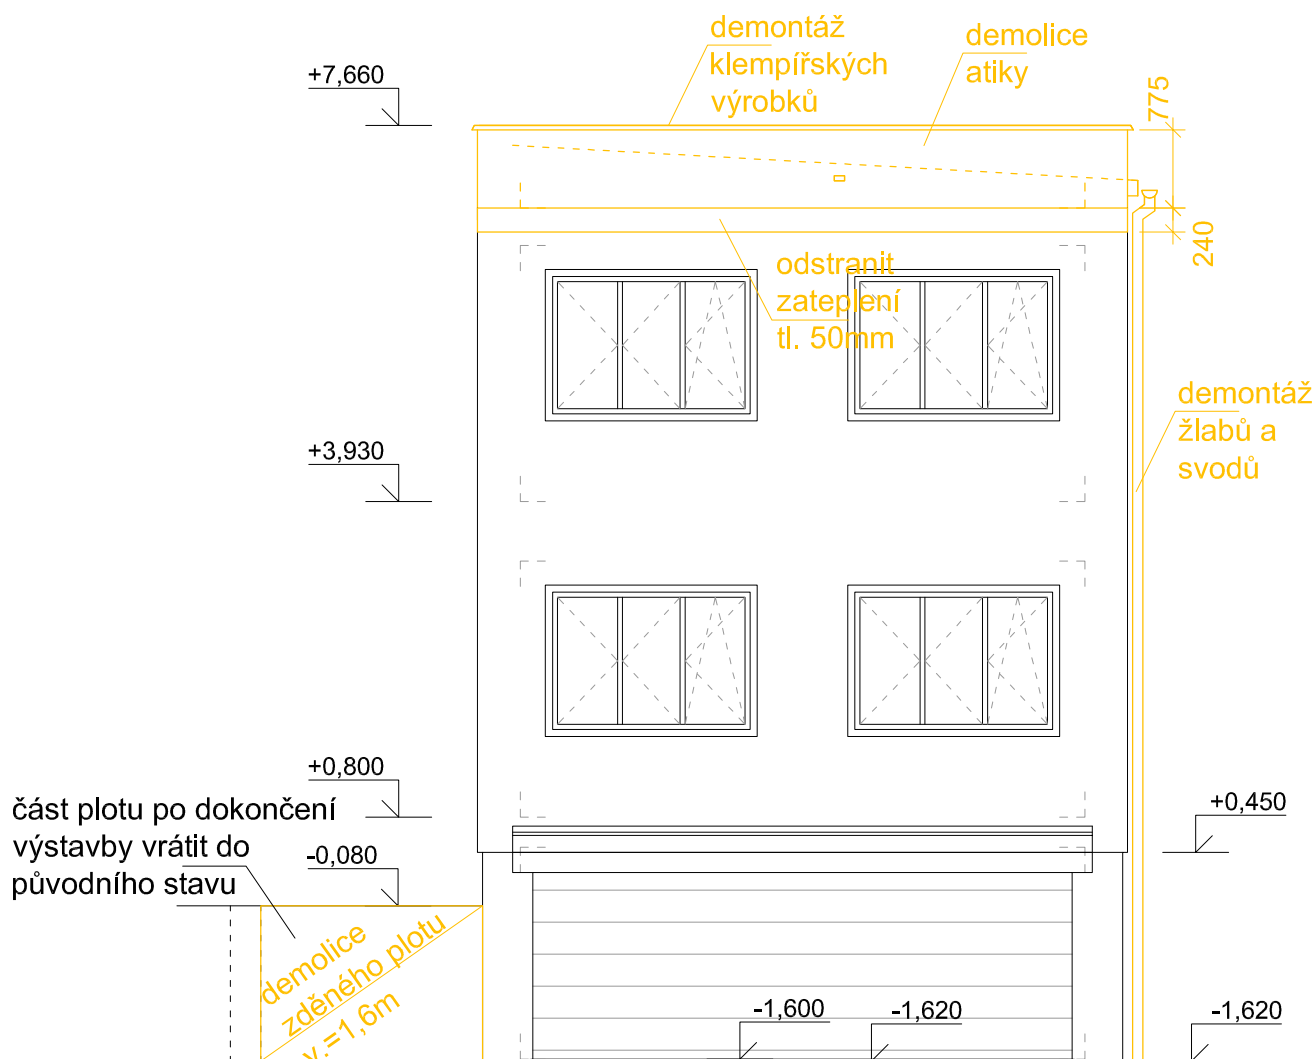 demontáž
klempířských
výrobků
demolice
atiky
+7,660
775
240
odstranit
zateplení
tl. 50mm
demontáž
žlabů a
svodů
+3,930
+0,800
+0,450
část plotu po dokončení
výstavby vrátit do
původního stavu
-0,080
demolice
zděného plotu
v.=1,6m
-1,600
-1,620
-1,620